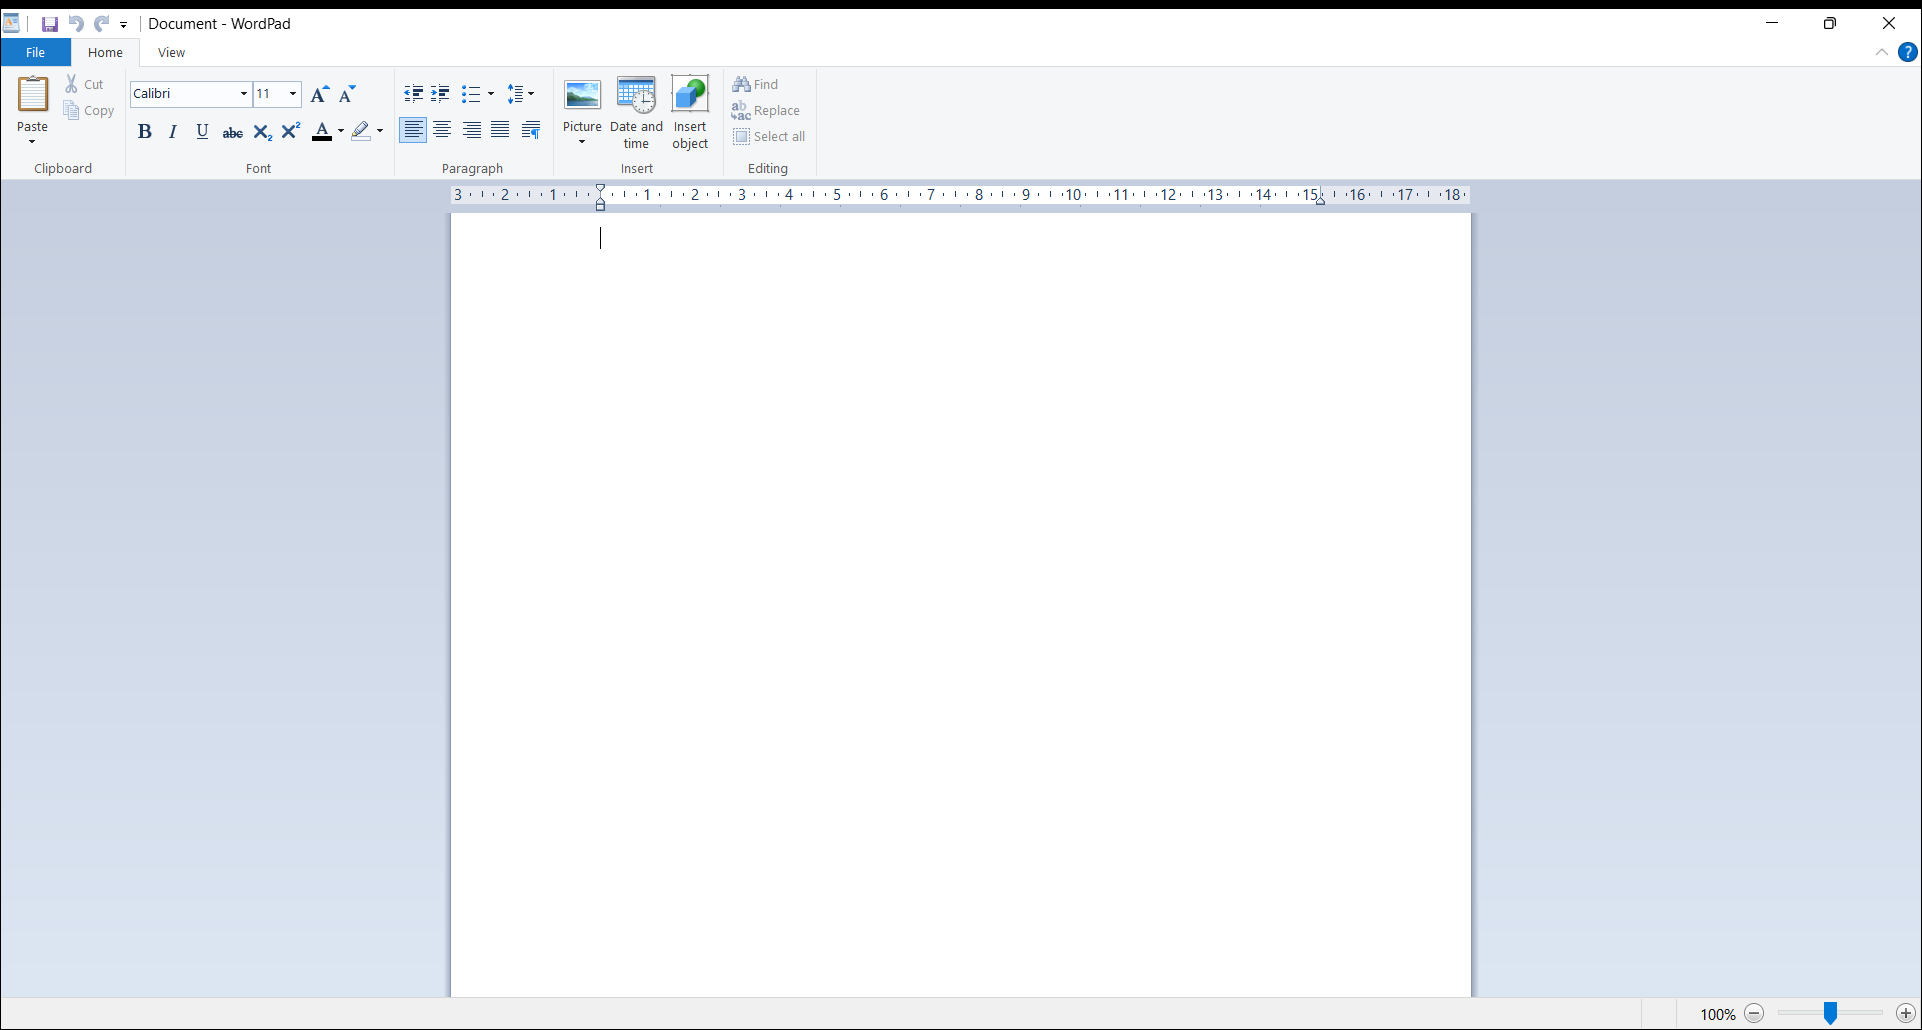 Document - WordPad
File Home View
Paste
Cut
Copy
Clipboard
Calibri 11
B I U abc X₂ X² A
Font
Paragraph
Picture
Date and time
Insert object
Insert
Find
Replace
Select all
Editing
3 2 1 1 2 3 4 5 6 7 8 9 10 11 12 13 14 15 16 17 18
100%